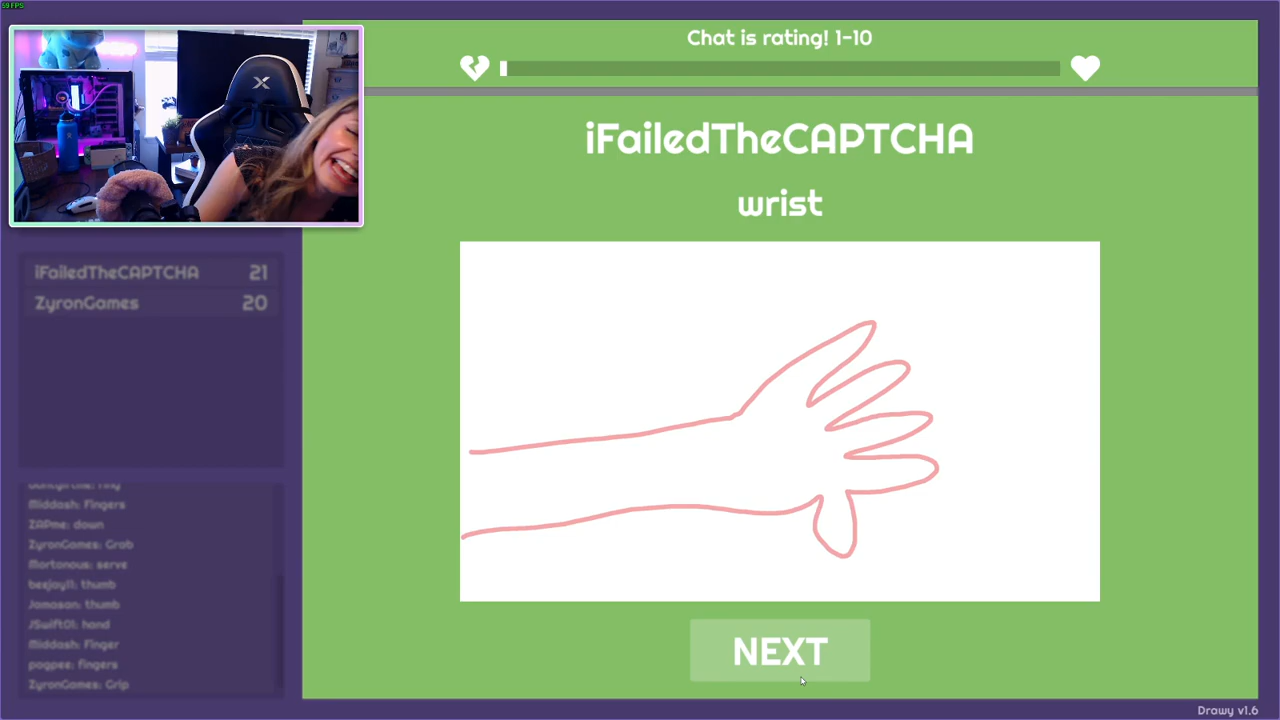 59 FPS
Chat is rating! 1-10
iFailedTheCAPTCHA
wrist
iFailedTheCAPTCHA 21
ZyronGames 20
Middash: Fingers
ZAPme: down
ZyronGames: Grab
Mortonous: serve
beejay11: thumb
Jamason: thumb
JSwift01: hand
Middash: Finger
pogpee: fingers
ZyronGames: Grip
NEXT
Drawy v1.6
X